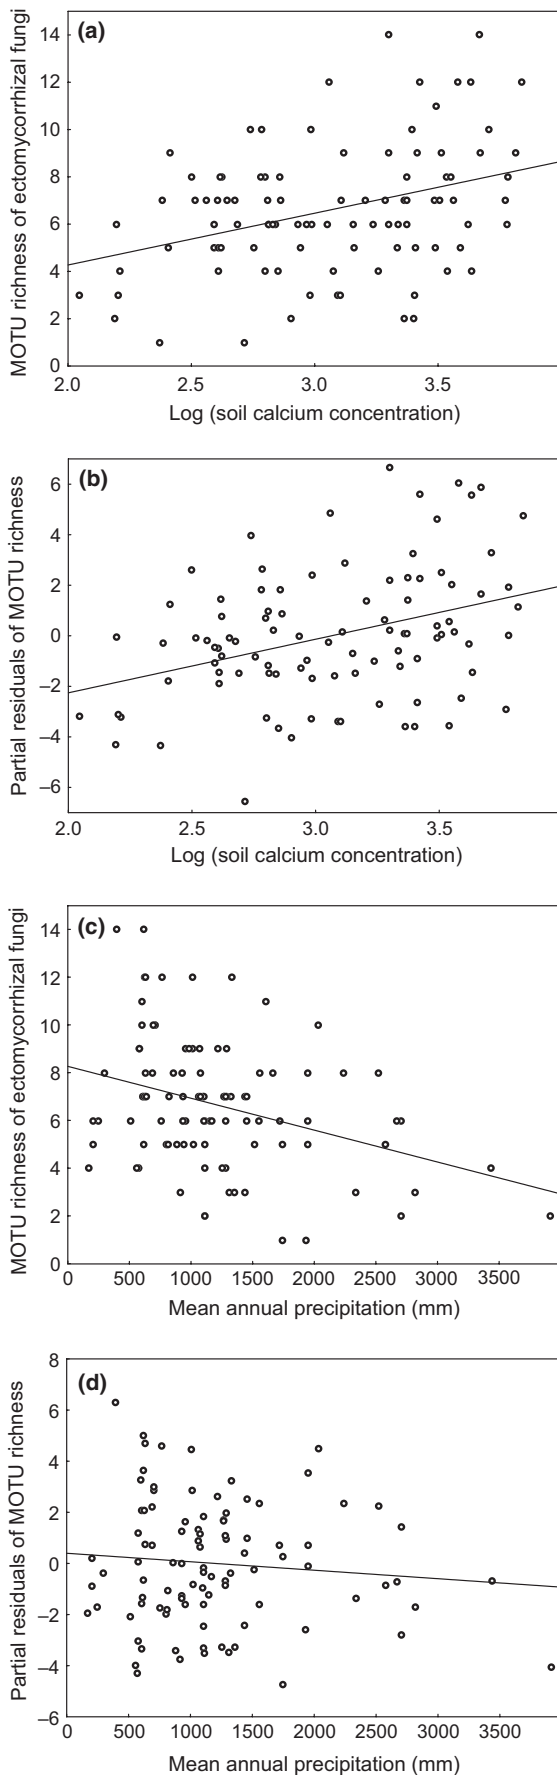 (a)
MOTU richness of ectomycorrhizal fungi
14
12
10
8
6
4
2
0
2.0 2.5 3.0 3.5
Log (soil calcium concentration)
(b)
Partial residuals of MOTU richness
6
4
2
0
–2
–4
–6
2.0 2.5 3.0 3.5
Log (soil calcium concentration)
(c)
MOTU richness of ectomycorrhizal fungi
14
12
10
8
6
4
2
0
0 500 1000 1500 2000 2500 3000 3500
Mean annual precipitation (mm)
(d)
Partial residuals of MOTU richness
8
6
4
2
0
–2
–4
–6
0 500 1000 1500 2000 2500 3000 3500
Mean annual precipitation (mm)